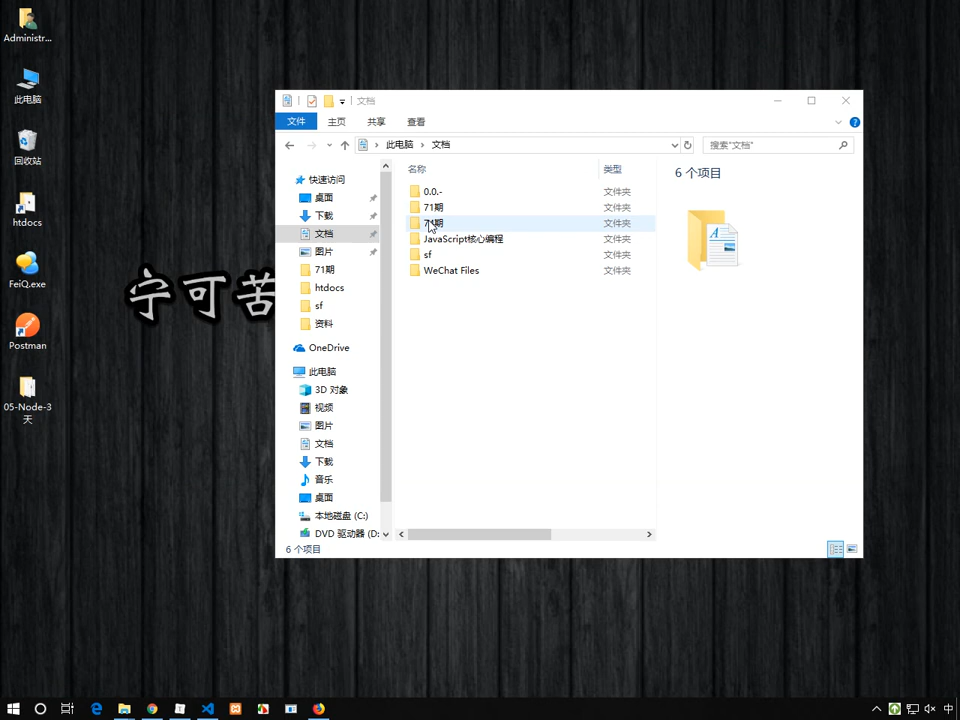 Administr...
此电脑
回收站
htdocs
FeiQ.exe
Postman
05-Node-3
天
宁可苦
文档
文件
主页
共享
查看
此电脑
文档
搜索"文档"
快速访问
桌面
下载
文档
图片
71期
htdocs
sf
资料
OneDrive
此电脑
3D 对象
视频
图片
文档
下载
音乐
桌面
本地磁盘 (C:)
DVD 驱动器 (D:
名称
类型
0.0.-
文件夹
71期
文件夹
文件夹
JavaScript核心编程
文件夹
sf
文件夹
WeChat Files
文件夹
6 个项目
6 个项目
中